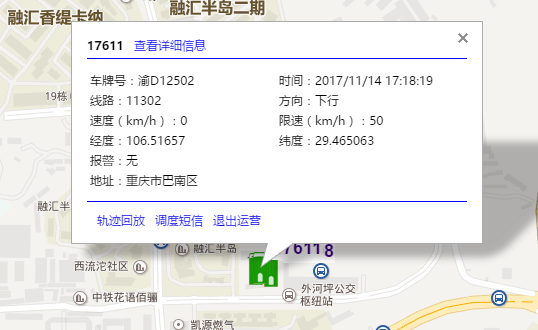 融汇香缇卡纳
融汇半岛二期
17611 查看详细信息
车牌号：渝D12502 时间：2017/11/14 17:18:19
线路：11302 方向：下行
速度（km/h）：0 限速（km/h）：50
经度：106.51657 纬度：29.465063
报警：无
地址：重庆市巴南区
轨迹回放 调度短信 退出运营
19栋
融汇半
融汇半岛
76118
西流沱社区
中铁花语佰骊
外河坪公交
枢纽站
凯源燃气